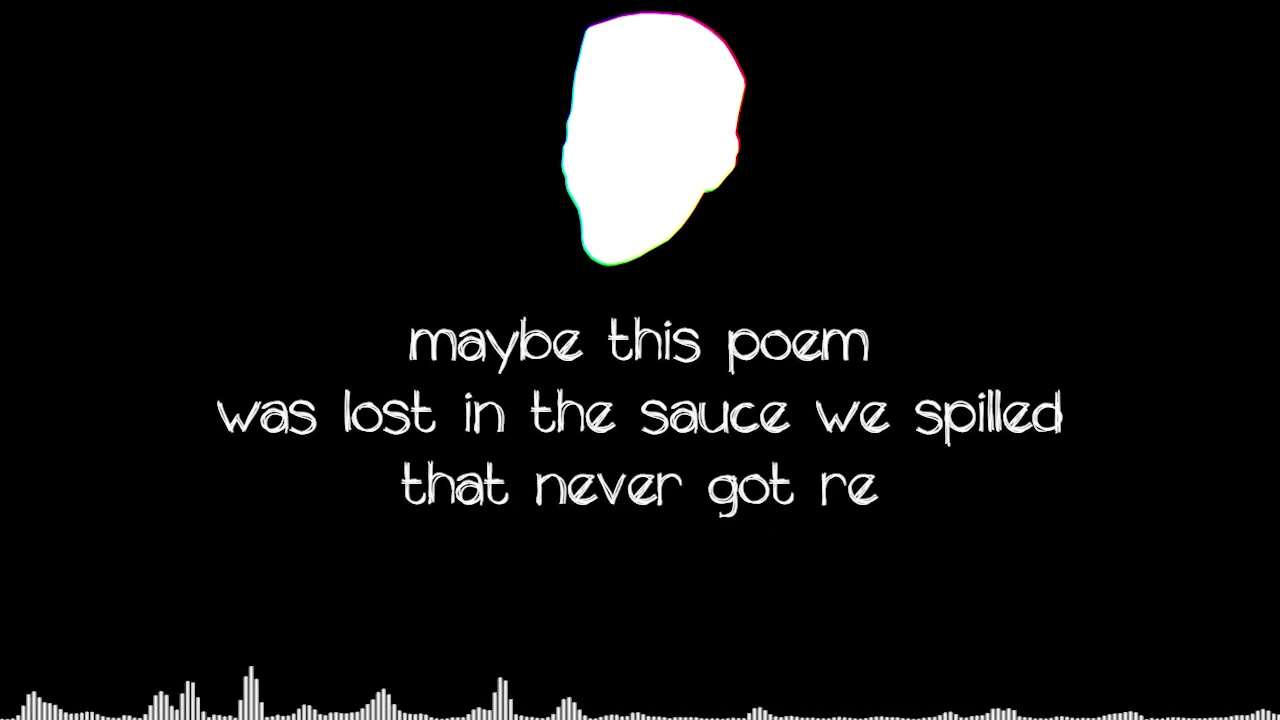 maybe this poem
was lost in the sauce we spilled
that never got re